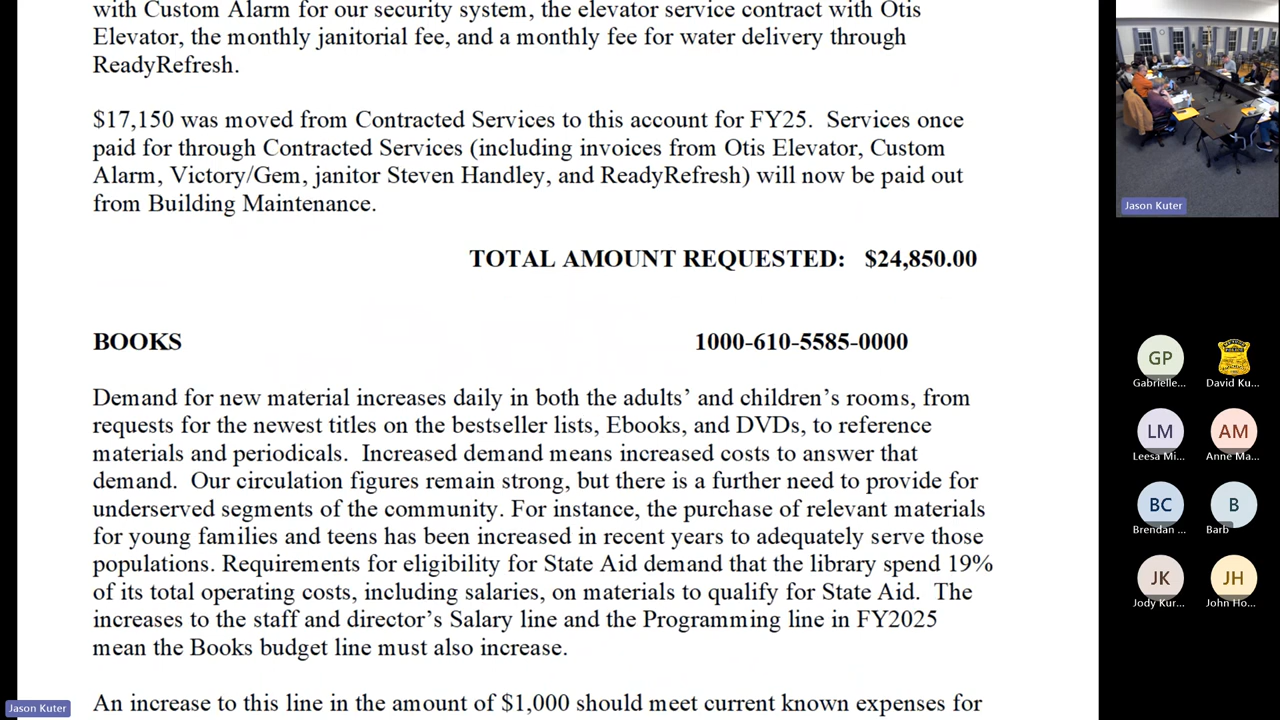 with Custom Alarm for our security system, the elevator service contract with Otis
Elevator, the monthly janitorial fee, and a monthly fee for water delivery through
ReadyRefresh.
$17,150 was moved from Contracted Services to this account for FY25.  Services once
paid for through Contracted Services (including invoices from Otis Elevator, Custom
Alarm, Victory/Gem, janitor Steven Handley, and ReadyRefresh) will now be paid out
from Building Maintenance.
TOTAL AMOUNT REQUESTED:   $24,850.00
BOOKS 1000-610-5585-0000
Demand for new material increases daily in both the adults’ and children’s rooms, from
requests for the newest titles on the bestseller lists, Ebooks, and DVDs, to reference
materials and periodicals.  Increased demand means increased costs to answer that
demand.  Our circulation figures remain strong, but there is a further need to provide for
underserved segments of the community. For instance, the purchase of relevant materials
for young families and teens has been increased in recent years to adequately serve those
populations. Requirements for eligibility for State Aid demand that the library spend 19%
of its total operating costs, including salaries, on materials to qualify for State Aid.  The
increases to the staff and director’s Salary line and the Programming line in FY2025
mean the Books budget line must also increase.
An increase to this line in the amount of $1,000 should meet current known expenses for
Jason Kuter
Jason Kuter
GP
Gabrielle...
David Ku...
LM
Leesa Mi...
AM
Anne Ma...
BC
Brendan ...
B
Barb
JK
Jody Kur...
JH
John Ho...